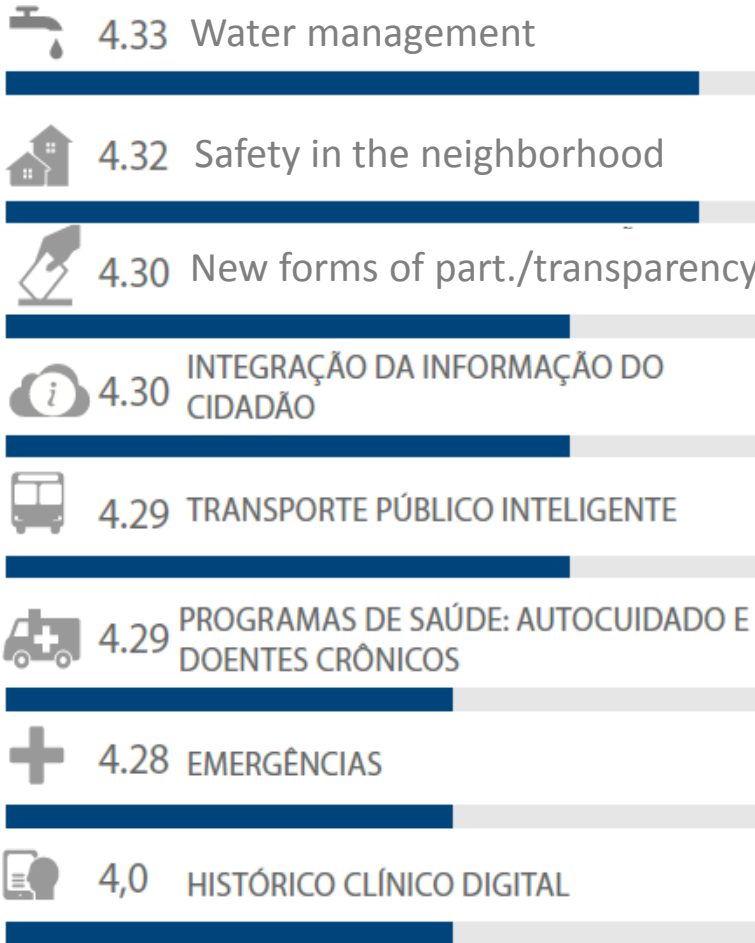 4.33 Water management
4.32 Safety in the neighborhood
4.30 New forms of part./transparency
i
4.30 INTEGRAÇÃO DA INFORMAÇÃO DO
CIDADÃO
4.29 TRANSPORTE PÚBLICO INTELIGENTE
4.29 PROGRAMAS DE SAÚDE: AUTOCUIDADO E
DOENTES CRÔNICOS
4.28 EMERGÊNCIAS
4,0 HISTÓRICO CLÍNICO DIGITAL